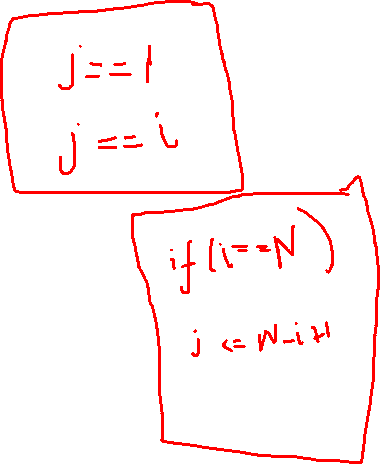 j==1
j<=i
if(i==N)
j<=N-i+1